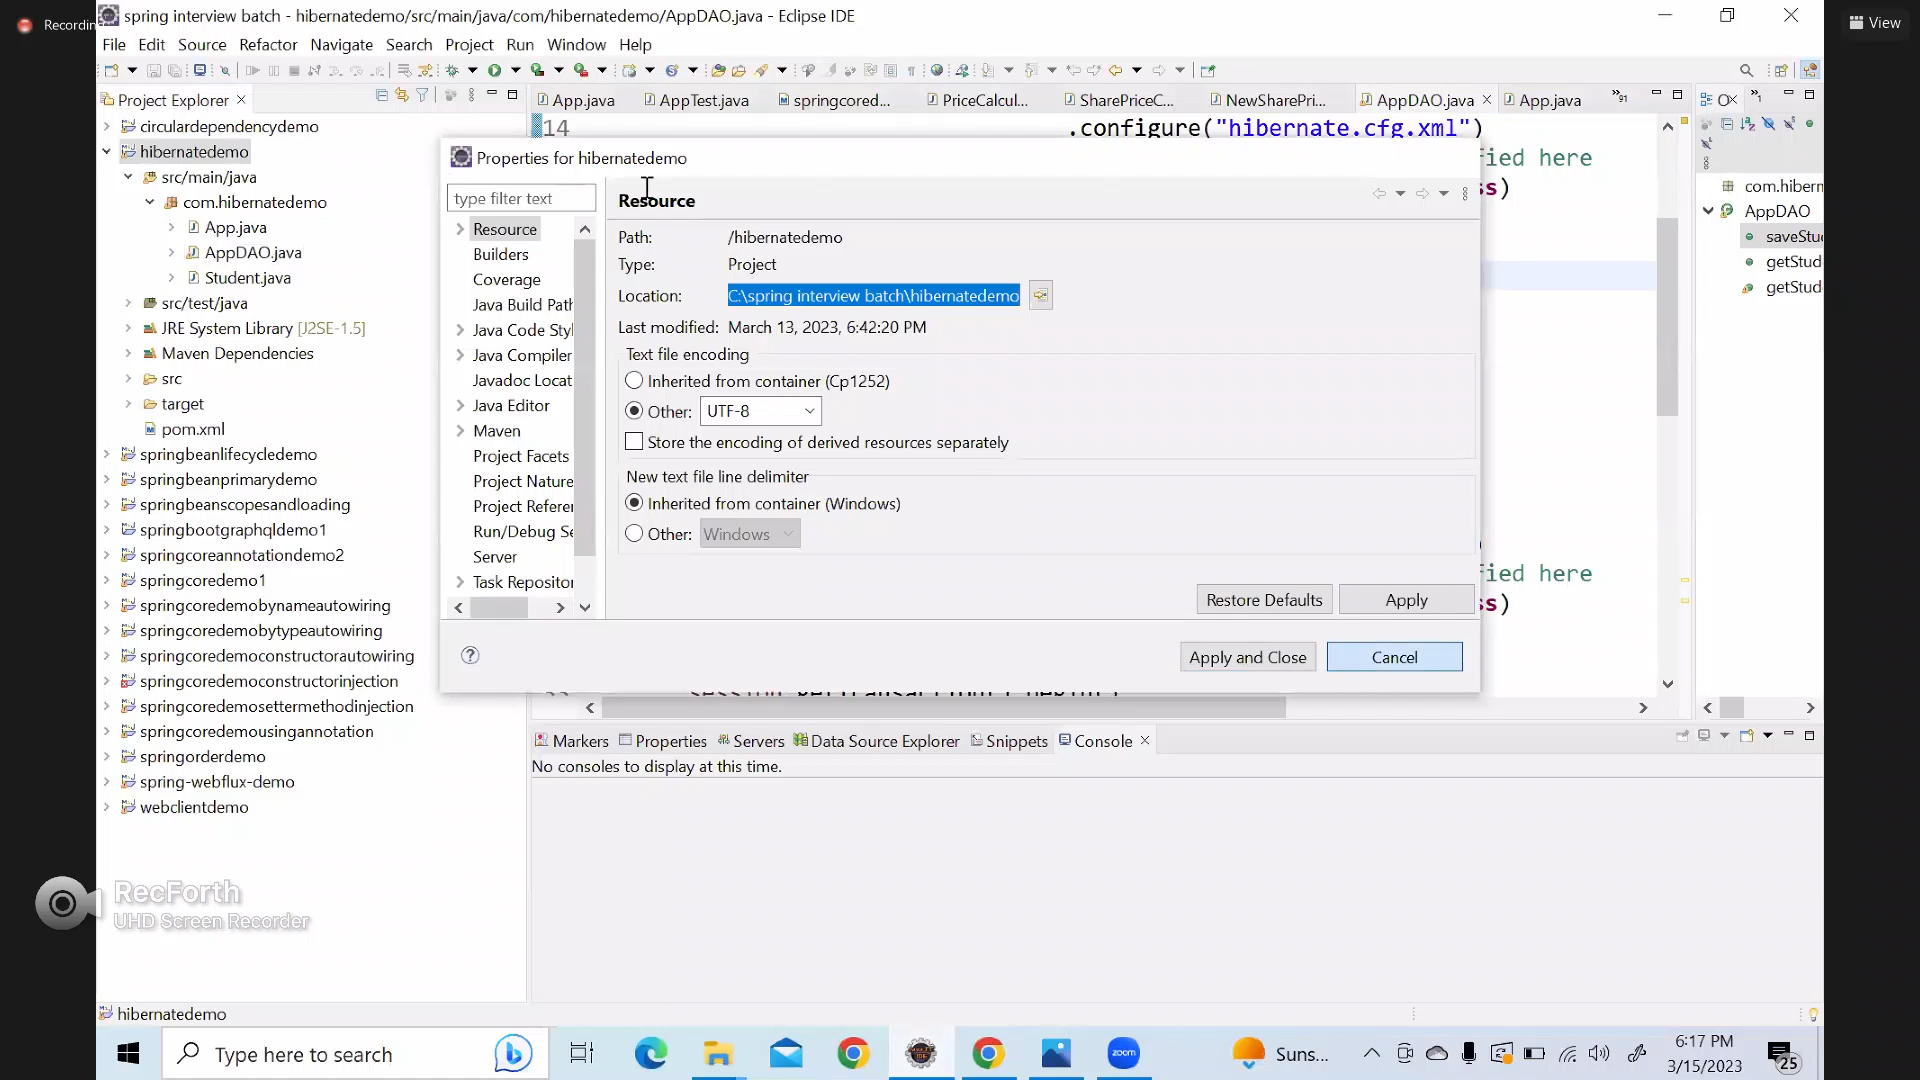 Recording
spring interview batch - hibernatedemo/src/main/java/com/hibernatedemo/AppDAO.java - Eclipse IDE
View
File Edit Source Refactor Navigate Search Project Run Window Help
Project Explorer
App.java AppTest.java springcored... PriceCalcul... SharePriceC... NewSharePri... AppDAO.java App.java 91
circulardependencydemo
hibernatedemo
src/main/java
com.hibernatedemo
App.java
AppDAO.java
Student.java
src/test/java
JRE System Library [J2SE-1.5]
Maven Dependencies
src
target
pom.xml
springbeanlifecycledemo
springbeanprimarydemo
springbeanscopesandloading
springbootgraphqldemo1
springcoreannotationdemo2
springcoredemo1
springcoredemobynameautowiring
springcoredemobytypeautowiring
springcoredemoconstructorautowiring
springcoredemoconstructorinjection
springcoredemosettermethodinjection
springcoredemousingannotation
springorderdemo
spring-webflux-demo
webclientdemo
14 .configure("hibernate.cfg.xml")
fied here
ss)
Properties for hibernatedemo
type filter text
Resource
Builders
Coverage
Java Build Path
Java Code Styl
Java Compiler
Javadoc Locat
Java Editor
Maven
Project Facets
Project Nature
Project Refere
Run/Debug Se
Server
Task Repositor
Resource
Path: /hibernatedemo
Type: Project
Location: C:\spring interview batch\hibernatedemo
Last modified: March 13, 2023, 6:42:20 PM
Text file encoding
Inherited from container (Cp1252)
Other: UTF-8
Store the encoding of derived resources separately
New text file line delimiter
Inherited from container (Windows)
Other: Windows
Restore Defaults Apply
Apply and Close Cancel
fied here
ss)
com.hibern
AppDAO
saveStu
getStud
getStud
Markers Properties Servers Data Source Explorer Snippets Console
No consoles to display at this time.
RecForth
UHD Screen Recorder
hibernatedemo
Type here to search
zoom
Suns...
6:17 PM
3/15/2023
25